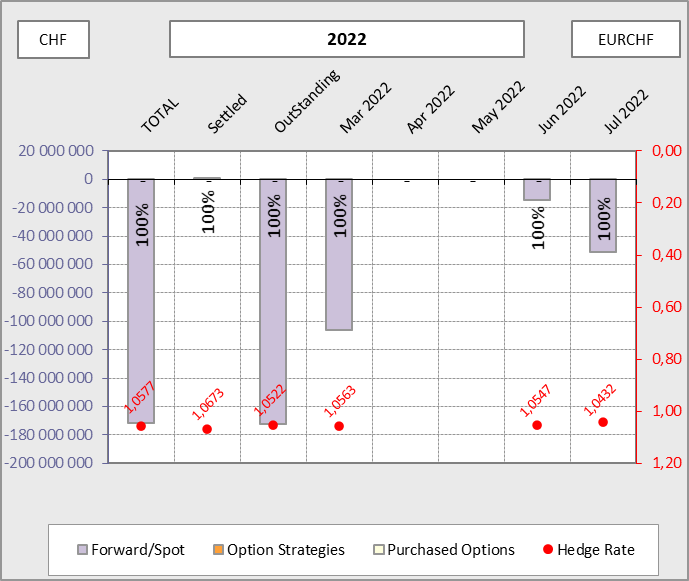 CHF
2022
EURCHF
TOTAL
Settled
OutStanding
Mar 2022
Apr 2022
May 2022
Jun 2022
Jul 2022
20 000 000
0
-20 000 000
-40 000 000
-60 000 000
-80 000 000
-100 000 000
-120 000 000
-140 000 000
-160 000 000
-180 000 000
-200 000 000
100%
100%
100%
100%
100%
100%
1,0577
1,0673
1,0522
1,0563
1,0547
1,0432
0,00
0,20
0,40
0,60
0,80
1,00
1,20
Forward/Spot
Option Strategies
Purchased Options
Hedge Rate